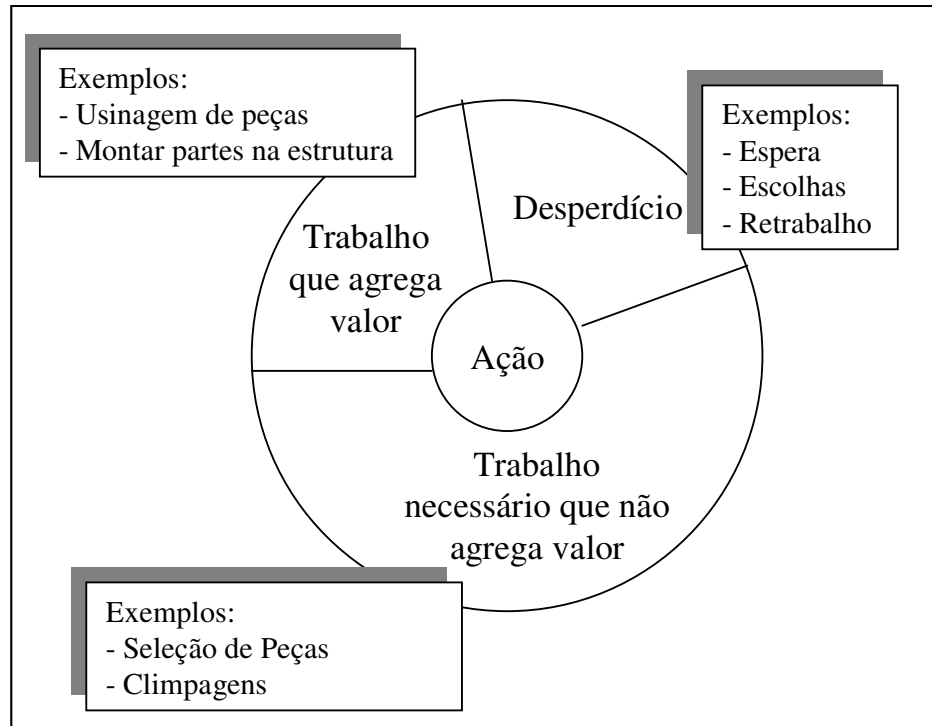 Exemplos:
- Usinagem de peças
- Montar partes na estrutura
Exemplos:
- Espera
- Escolhas
- Retrabalho
Desperdício
Trabalho
que agrega
valor
Ação
Trabalho
necessário que não
agrega valor
Exemplos:
- Seleção de Peças
- Climpagens